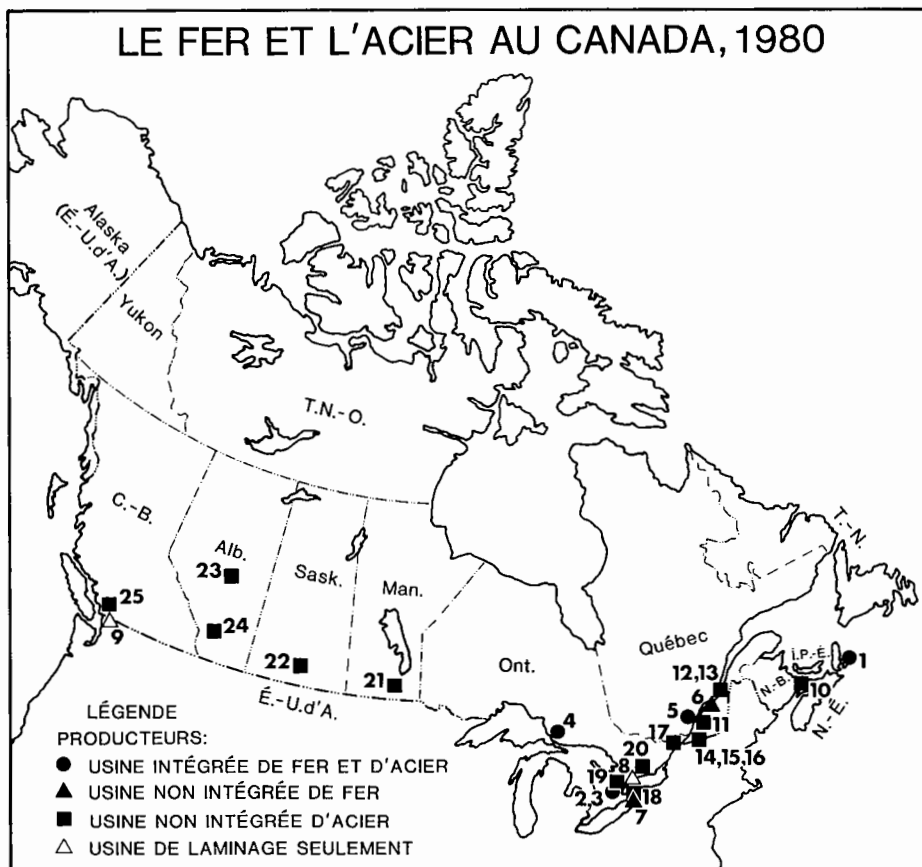 LE FER ET L'ACIER AU CANADA, 1980
Alaska
(É.-U.d'A.)
Yukon
T.N.-O.
C.-B.
Alb.
Sask.
Man.
Ont.
Québec
T.-N.
Î.P.-É.
N.-B.
N.-É.
É.-U.d'A.
25
9
23
24
22
21
4
12,13
6
5
11
17
14,15,16
20
8
19
2,3
18
7
10
1
LÉGENDE
PRODUCTEURS:
USINE INTÉGRÉE DE FER ET D'ACIER
USINE NON INTÉGRÉE DE FER
USINE NON INTÉGRÉE D'ACIER
USINE DE LAMINAGE SEULEMENT